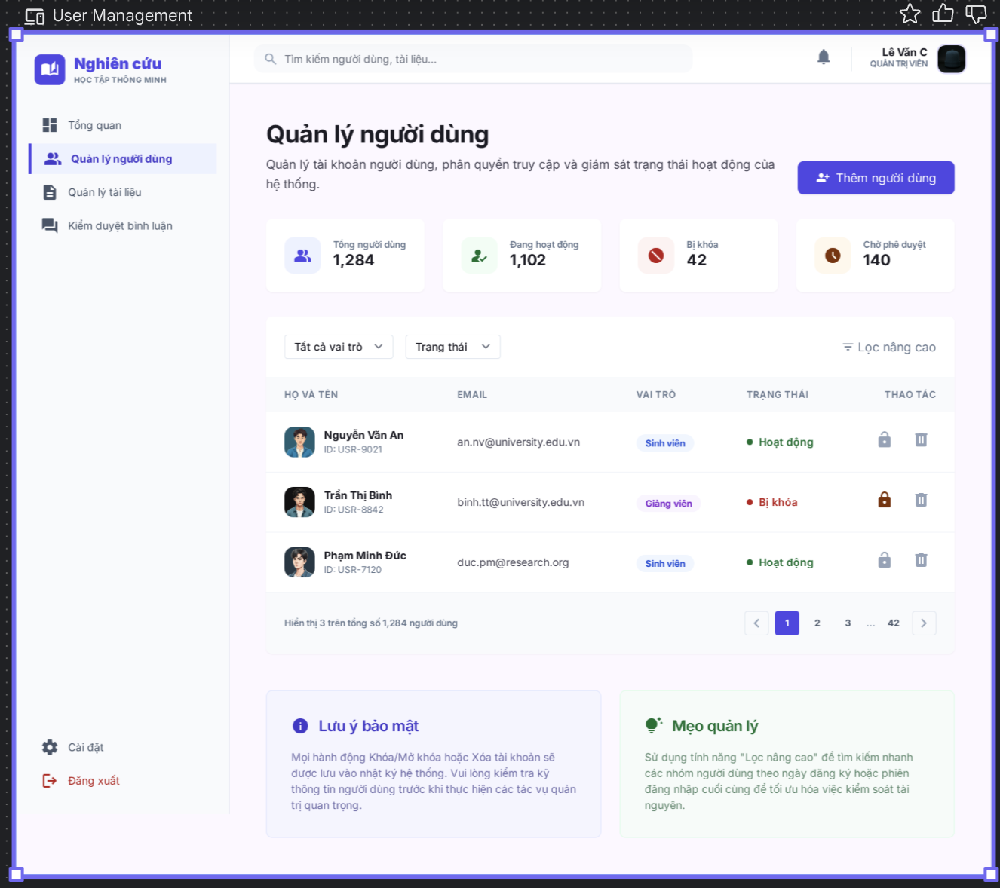 User Management
Nghiên cứu
HỌC TẬP THÔNG MINH
Tìm kiếm người dùng, tài liệu...
Lê Văn C
QUẢN TRỊ VIÊN
Tổng quan
Quản lý người dùng
Quản lý tài liệu
Kiểm duyệt bình luận
Quản lý người dùng
Quản lý tài khoản người dùng, phân quyền truy cập và giám sát trạng thái hoạt động của
hệ thống.
Thêm người dùng
Tổng người dùng
1,284
Đang hoạt động
1,102
Bị khóa
42
Chờ phê duyệt
140
Tất cả vai trò
Trạng thái
Lọc nâng cao
HỌ VÀ TÊN EMAIL VAI TRÒ TRẠNG THÁI THAO TÁC
Nguyễn Văn An
ID: USR-9021
an.nv@university.edu.vn
Sinh viên
Hoạt động
Trần Thị Bình
ID: USR-8842
binh.tt@university.edu.vn
Giảng viên
Bị khóa
Phạm Minh Đức
ID: USR-7120
duc.pm@research.org
Sinh viên
Hoạt động
Hiển thị 3 trên tổng số 1,284 người dùng
1 2 3 ... 42
Lưu ý bảo mật
Mọi hành động Khóa/Mở khóa hoặc Xóa tài khoản sẽ
được lưu vào nhật ký hệ thống. Vui lòng kiểm tra kỹ
thông tin người dùng trước khi thực hiện các tác vụ quản
trị quan trọng.
Mẹo quản lý
Sử dụng tính năng "Lọc nâng cao" để tìm kiếm nhanh
các nhóm người dùng theo ngày đăng ký hoặc phiên
đăng nhập cuối cùng để tối ưu hóa việc kiểm soát tài
nguyên.
Cài đặt
Đăng xuất